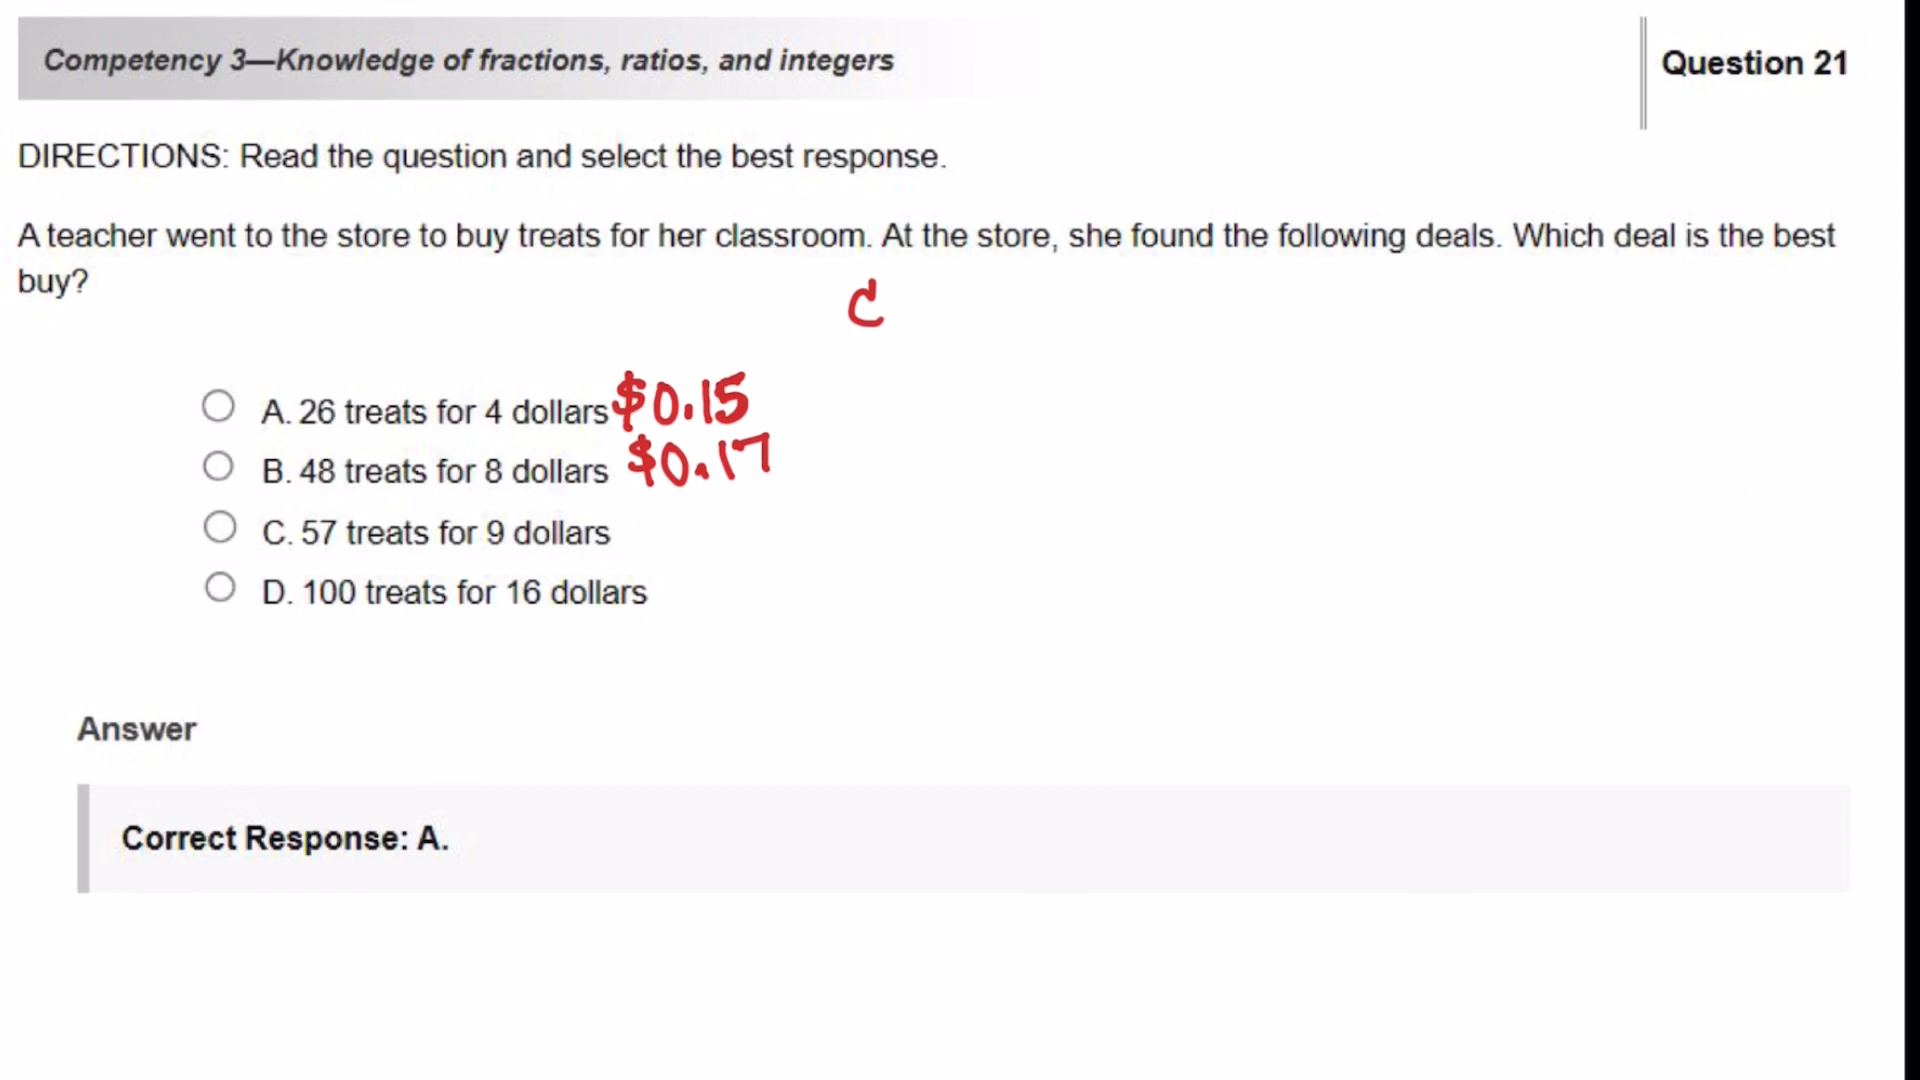 Competency 3—Knowledge of fractions, ratios, and integers
Question 21
DIRECTIONS: Read the question and select the best response.
A teacher went to the store to buy treats for her classroom. At the store, she found the following deals. Which deal is the best
buy?
C
A. 26 treats for 4 dollars $0.15
B. 48 treats for 8 dollars $0.17
C. 57 treats for 9 dollars
D. 100 treats for 16 dollars
Answer
Correct Response: A.